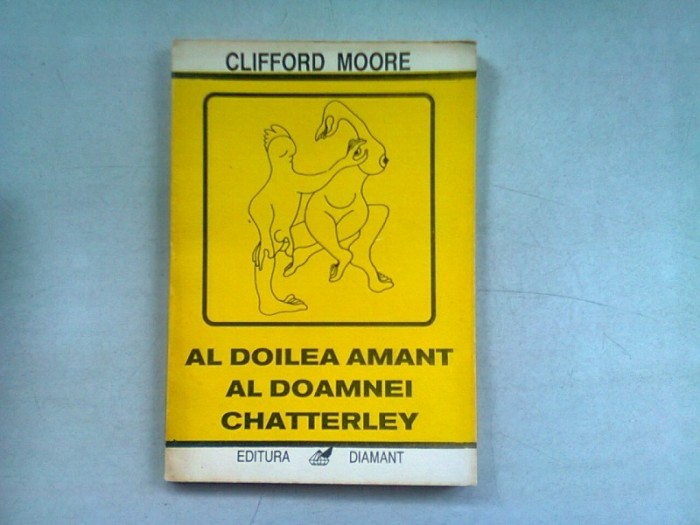 CLIFFORD MOORE
AL DOILEA AMANT
AL DOAMNEI
CHATTERLEY
EDITURA DIAMANT